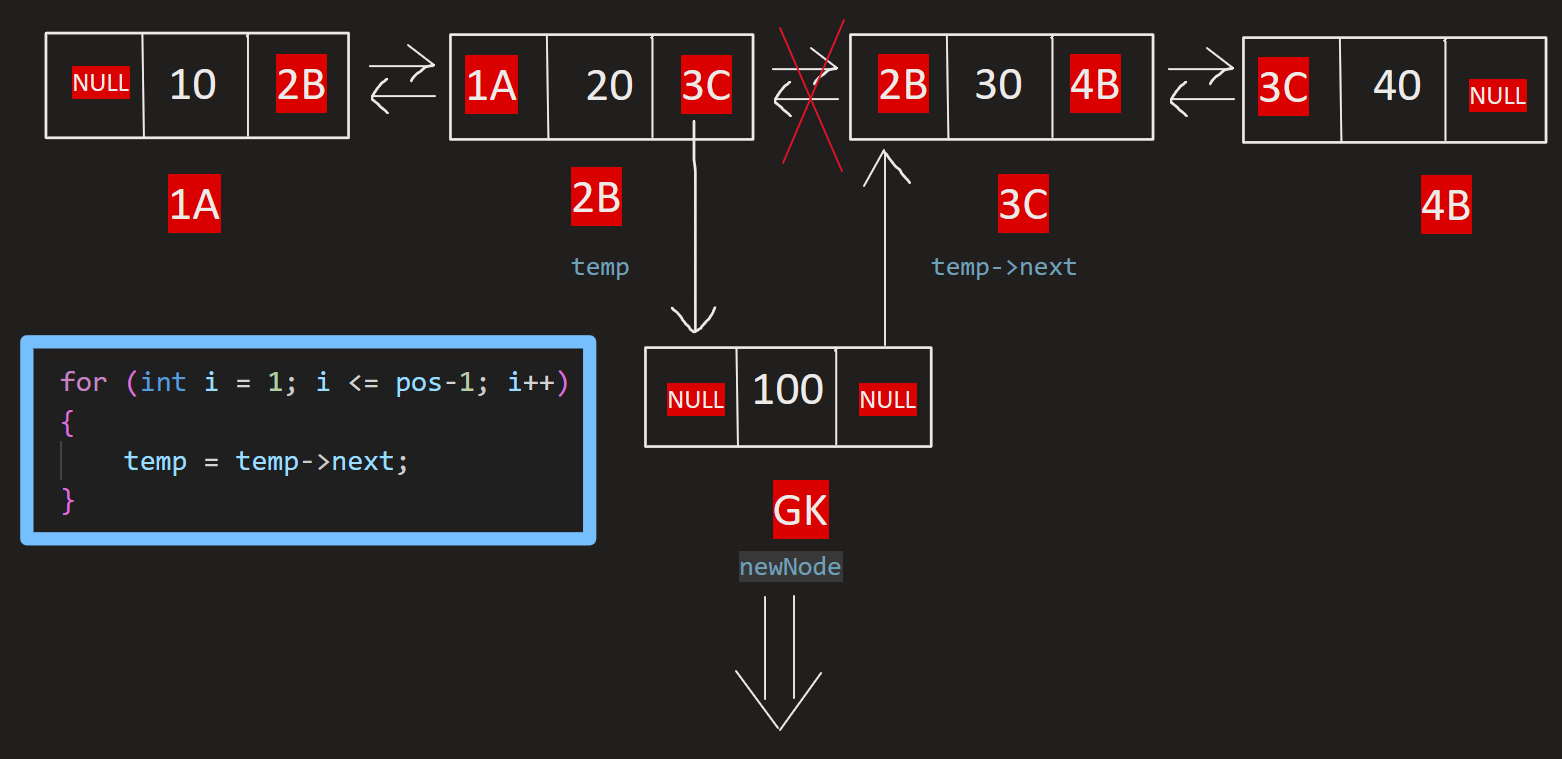 NULL 10 2B 1A 20 3C 2B 30 4B 3C 40 NULL
1A 2B 3C 4B
temp temp->next
for (int i = 1; i <= pos-1; i++)
{
temp = temp->next;
}
NULL 100 NULL
GK
newNode